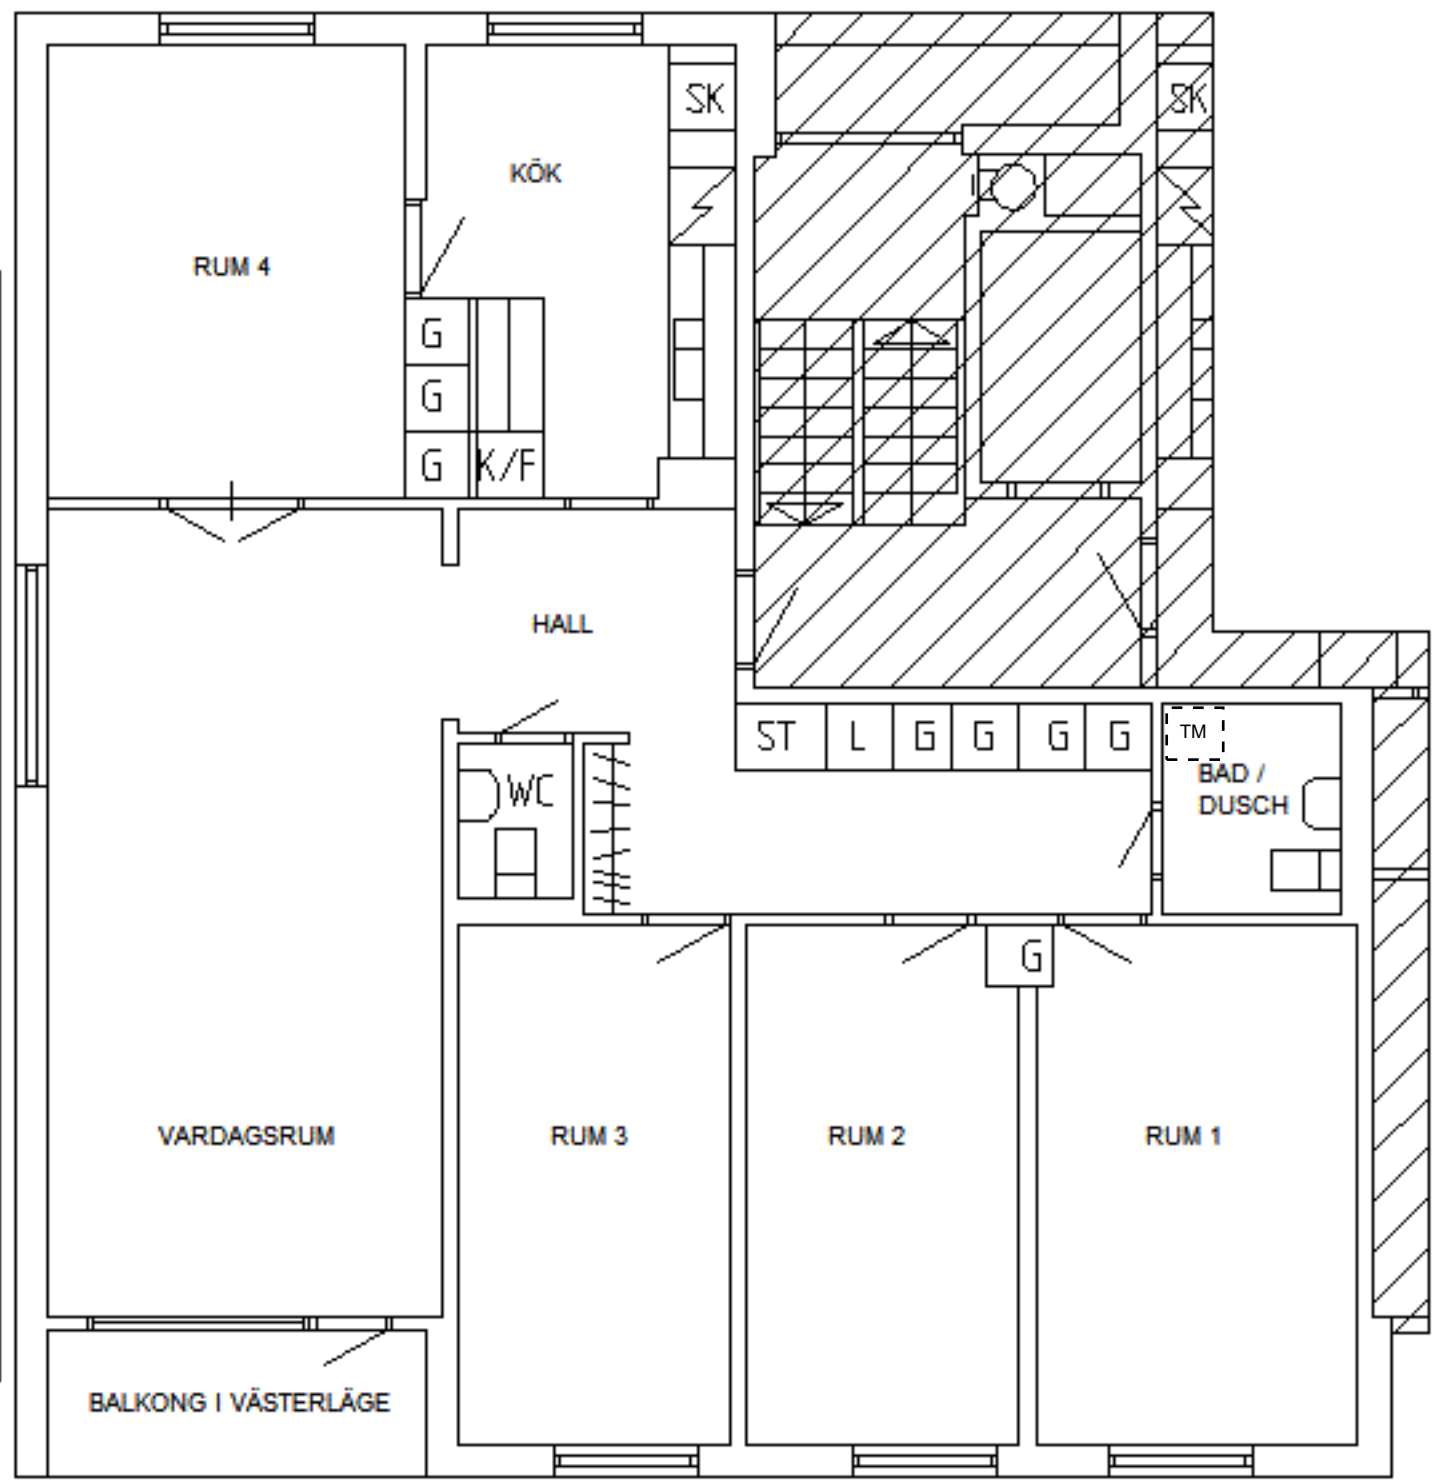 SK
SK
KÖK
RUM 4
G
G
G
K/F
HALL
ST
L
G
G
G
G
TM
WC
BAD /
DUSCH
G
VARDAGSRUM
RUM 3
RUM 2
RUM 1
BALKONG I VÄSTERLÄGE